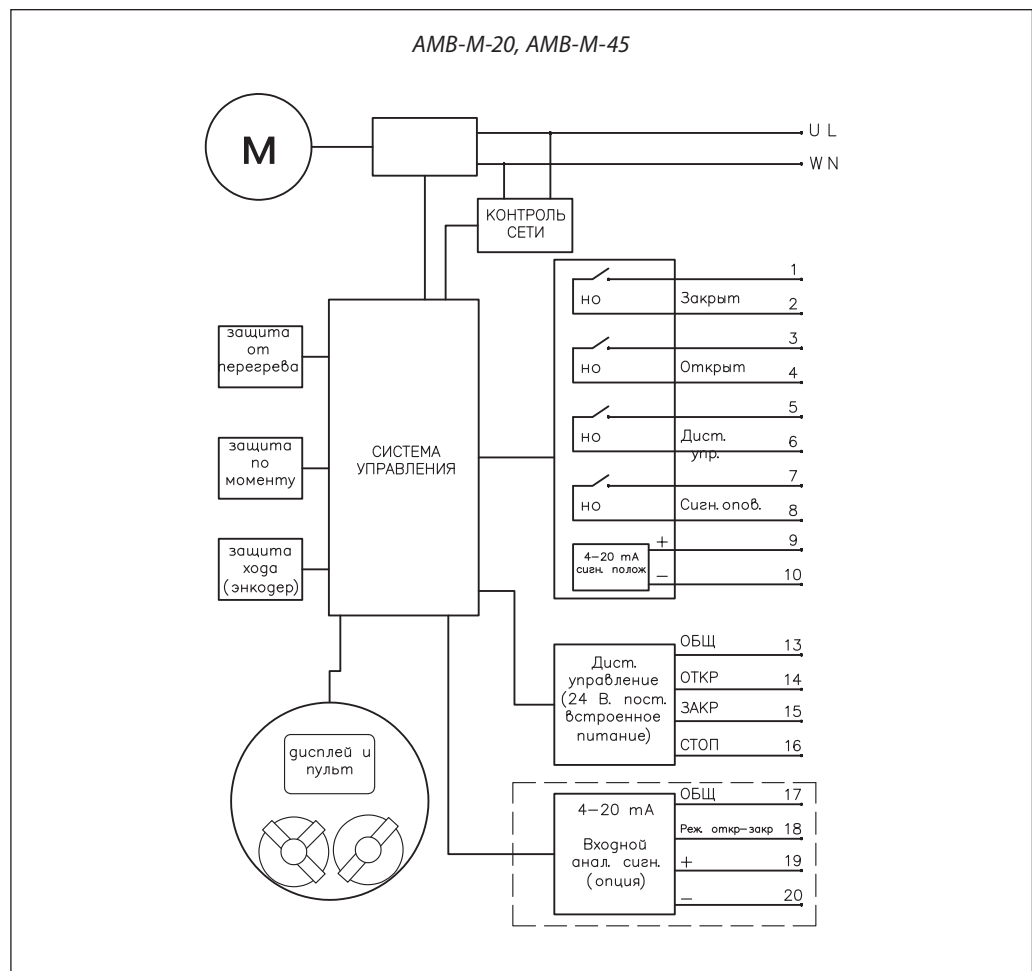 АМВ-М-20, АМВ-М-45
М
U L
W N
КОНТРОЛЬ
СЕТИ
защита
от
перегрева
защита
по
моменту
защита
хода
(энкодер)
СИСТЕМА
УПРАВЛЕНИЯ
1
НО Закрыт
2
3
НО Открыт
4
5
НО Дист.
упр.
6
7
НО Сигн. опов.
8
4–20 mA
сигн. полож
+ 9
– 10
Дист.
управление
(24 В. пост.
встроенное
питание)
ОБЩ 13
ОТКР 14
ЗАКР 15
СТОП 16
дисплей и
пульт
4–20 mA
Входной
анал. сигн.
(опция)
ОБЩ 17
Реж. откр–закр 18
+ 19
– 20